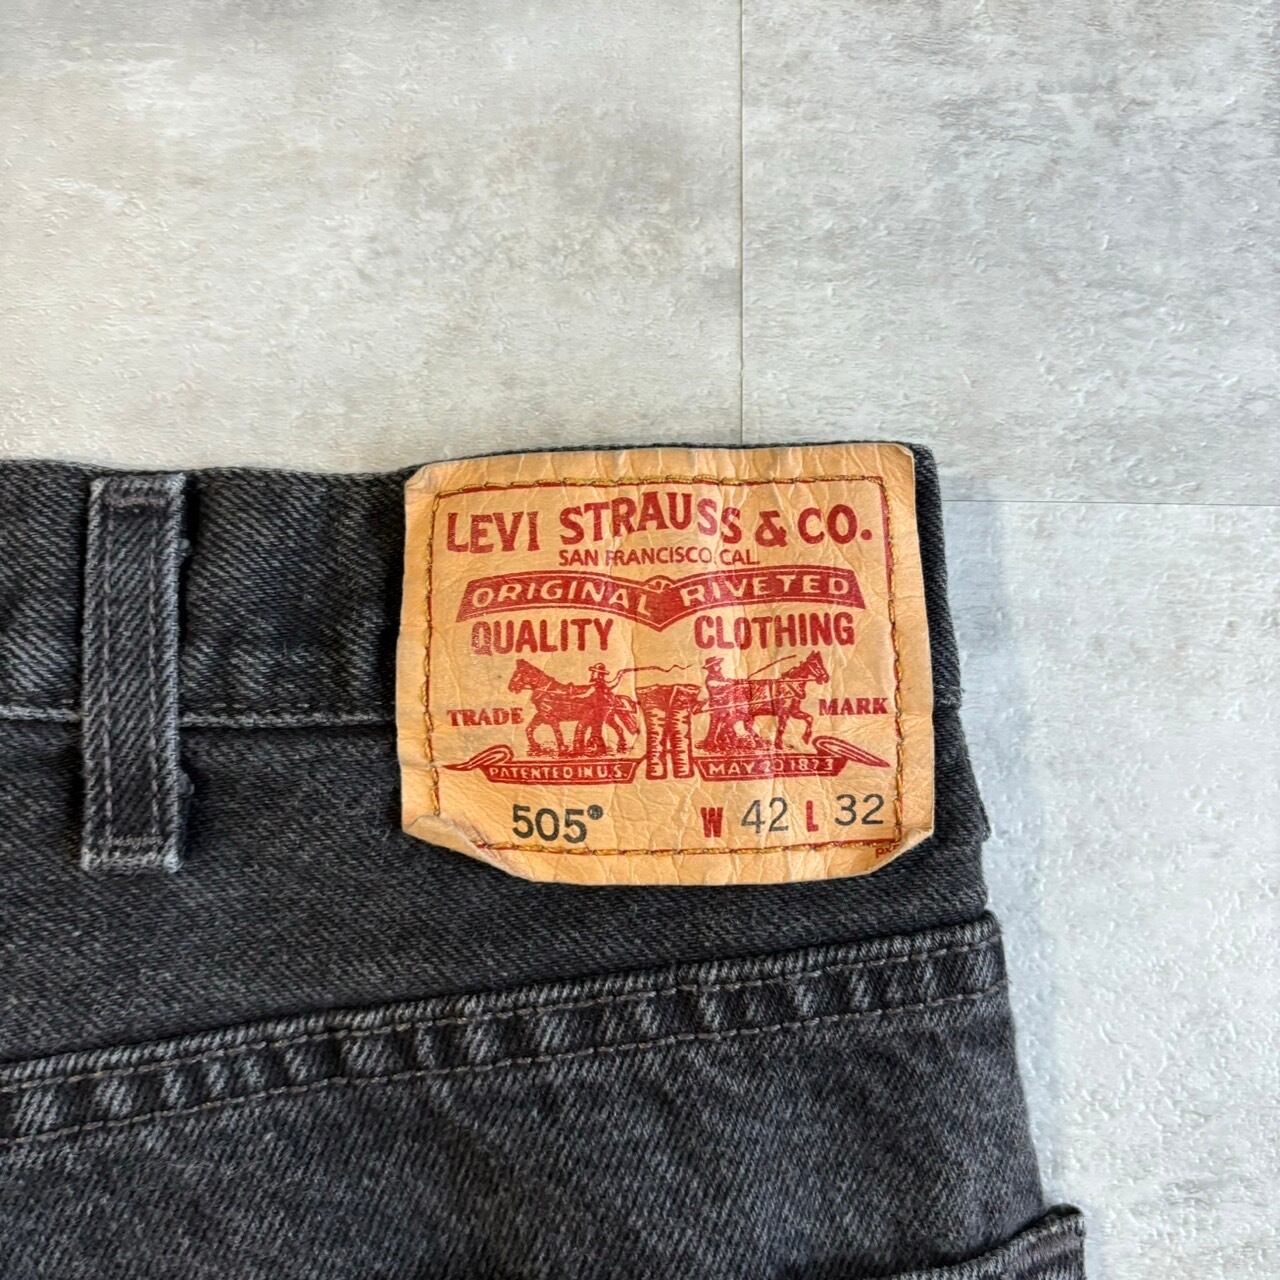 LEVI STRAUSS & CO.
SAN FRANCISCO, CAL.
ORIGINAL RIVETED
QUALITY CLOTHING
TRADE MARK
PATENTED IN U.S. MAY 20 1873
505® W 42 L 32